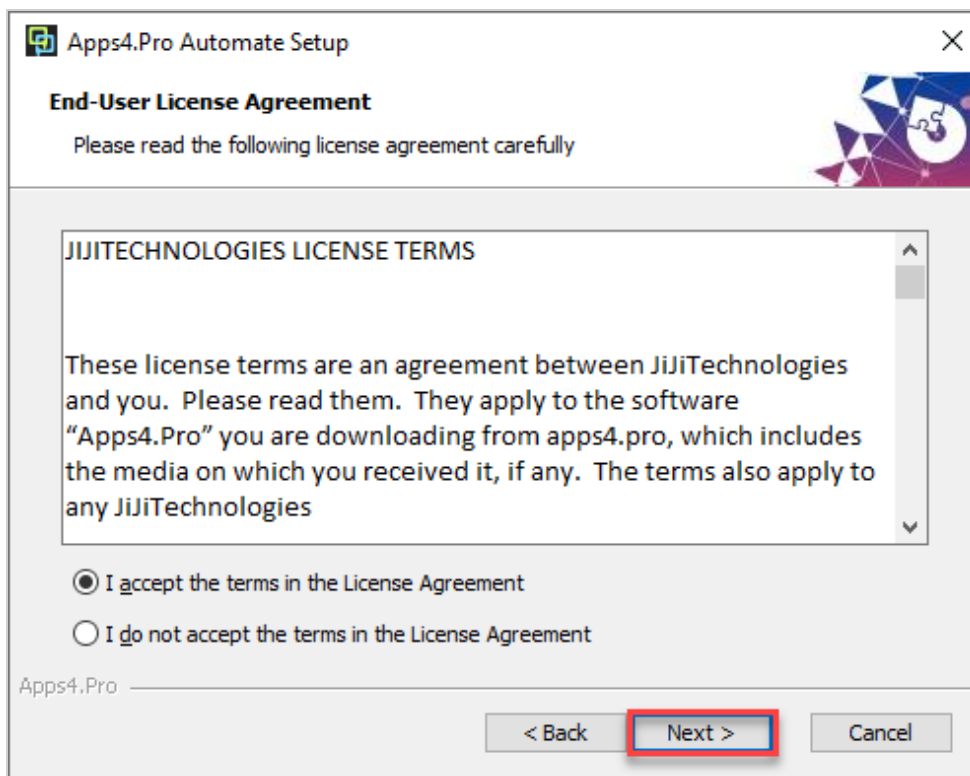 Apps4.Pro Automate Setup
End-User License Agreement
Please read the following license agreement carefully
JIJITECHNOLOGIES LICENSE TERMS
These license terms are an agreement between JiJiTechnologies
and you.  Please read them.  They apply to the software
“Apps4.Pro” you are downloading from apps4.pro, which includes
the media on which you received it, if any.  The terms also apply to
any JiJiTechnologies
I accept the terms in the License Agreement
I do not accept the terms in the License Agreement
Apps4.Pro
< Back
Next >
Cancel